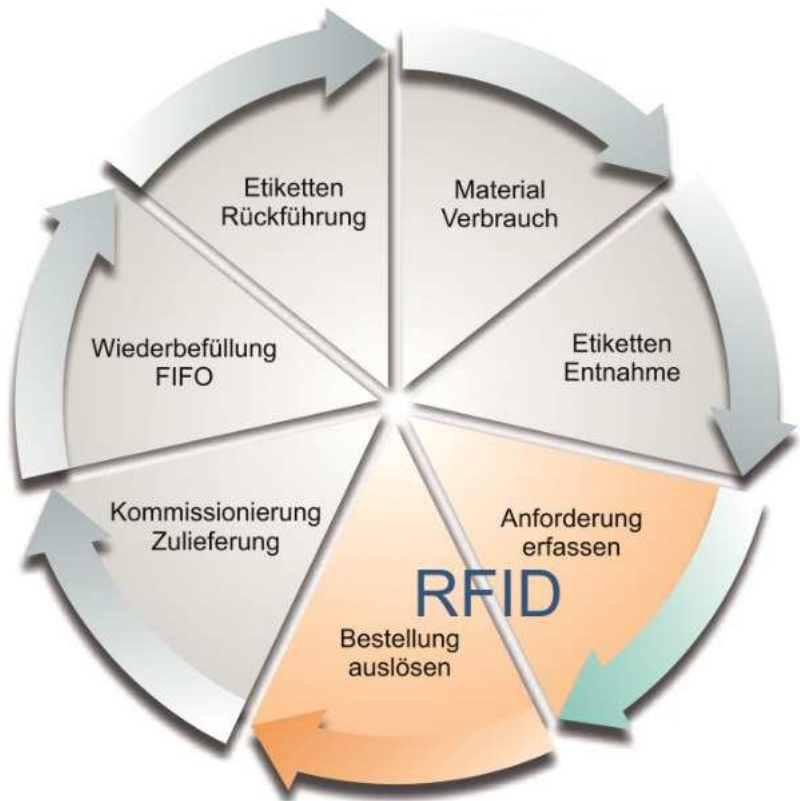 Material
Verbrauch
Etiketten
Entnahme
Anforderung
erfassen
RFID
Bestellung
auslösen
Kommissionierung
Zulieferung
Wiederbefüllung
FIFO
Etiketten
Rückführung